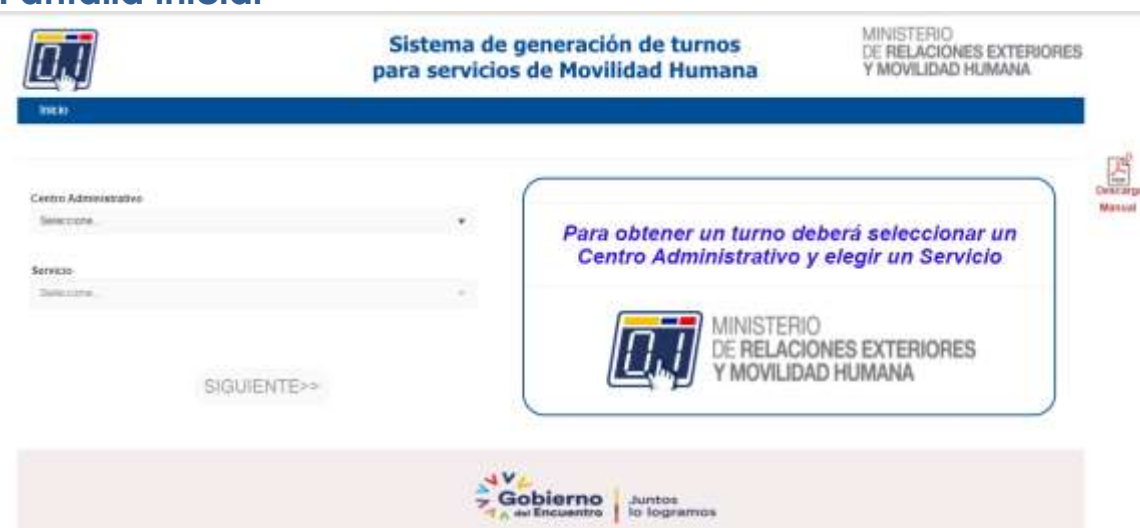 Pantalla inicial
Sistema de generación de turnos
para servicios de Movilidad Humana
MINISTERIO
DE RELACIONES EXTERIORES
Y MOVILIDAD HUMANA
Inicio
Descarga
Manual
Centro Administrativo
Seleccione...
Servicio
Seleccione...
SIGUIENTE>>
Para obtener un turno deberá seleccionar un
Centro Administrativo y elegir un Servicio
01
MINISTERIO
DE RELACIONES EXTERIORES
Y MOVILIDAD HUMANA
Gobierno
del Encuentro
Juntos
lo logramos